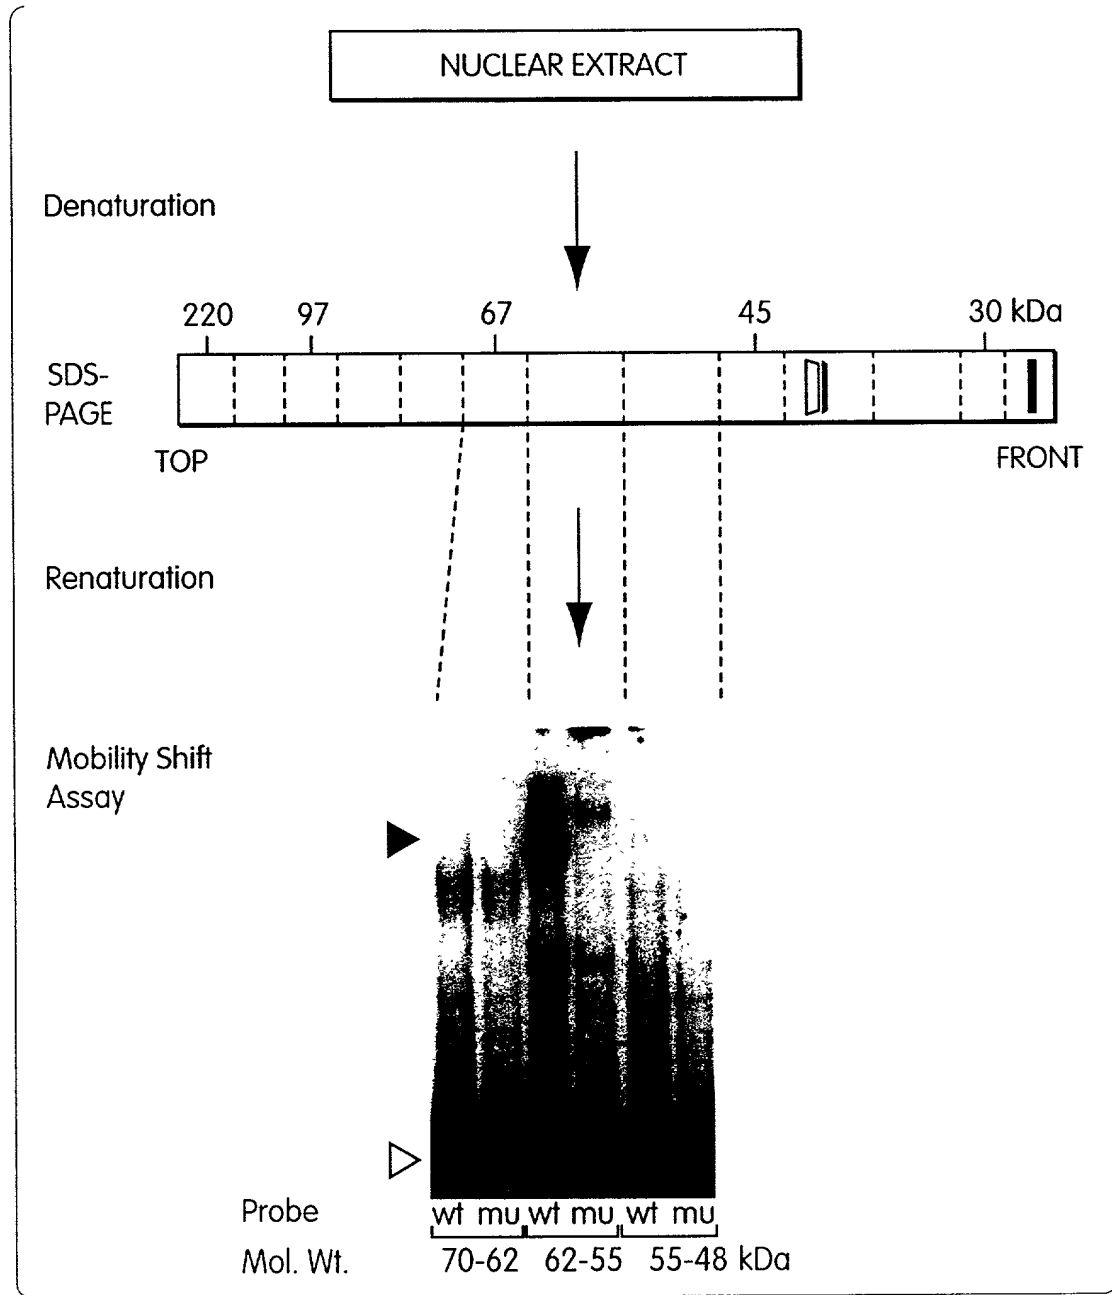 NUCLEAR EXTRACT
Denaturation
220 97 67 45 30 kDa
SDS-
PAGE
TOP FRONT
Renaturation
Mobility Shift
Assay
Probe wt mu wt mu wt mu
Mol. Wt. 70-62 62-55 55-48 kDa